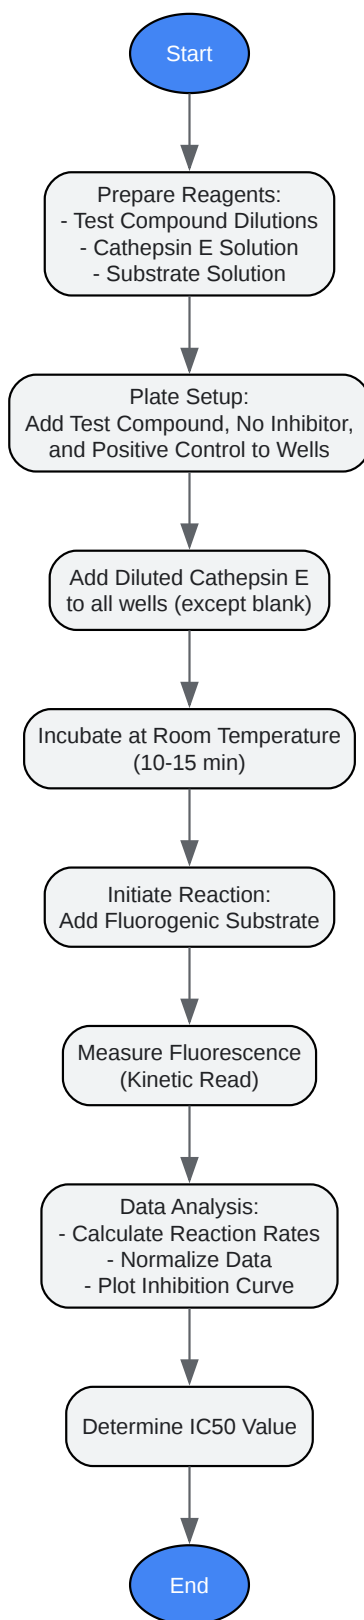 Start
Prepare Reagents:
- Test Compound Dilutions
- Cathepsin E Solution
- Substrate Solution
Plate Setup:
Add Test Compound, No Inhibitor,
and Positive Control to Wells
Add Diluted Cathepsin E
to all wells (except blank)
Incubate at Room Temperature
(10-15 min)
Initiate Reaction:
Add Fluorogenic Substrate
Measure Fluorescence
(Kinetic Read)
Data Analysis:
- Calculate Reaction Rates
- Normalize Data
- Plot Inhibition Curve
Determine IC50 Value
End